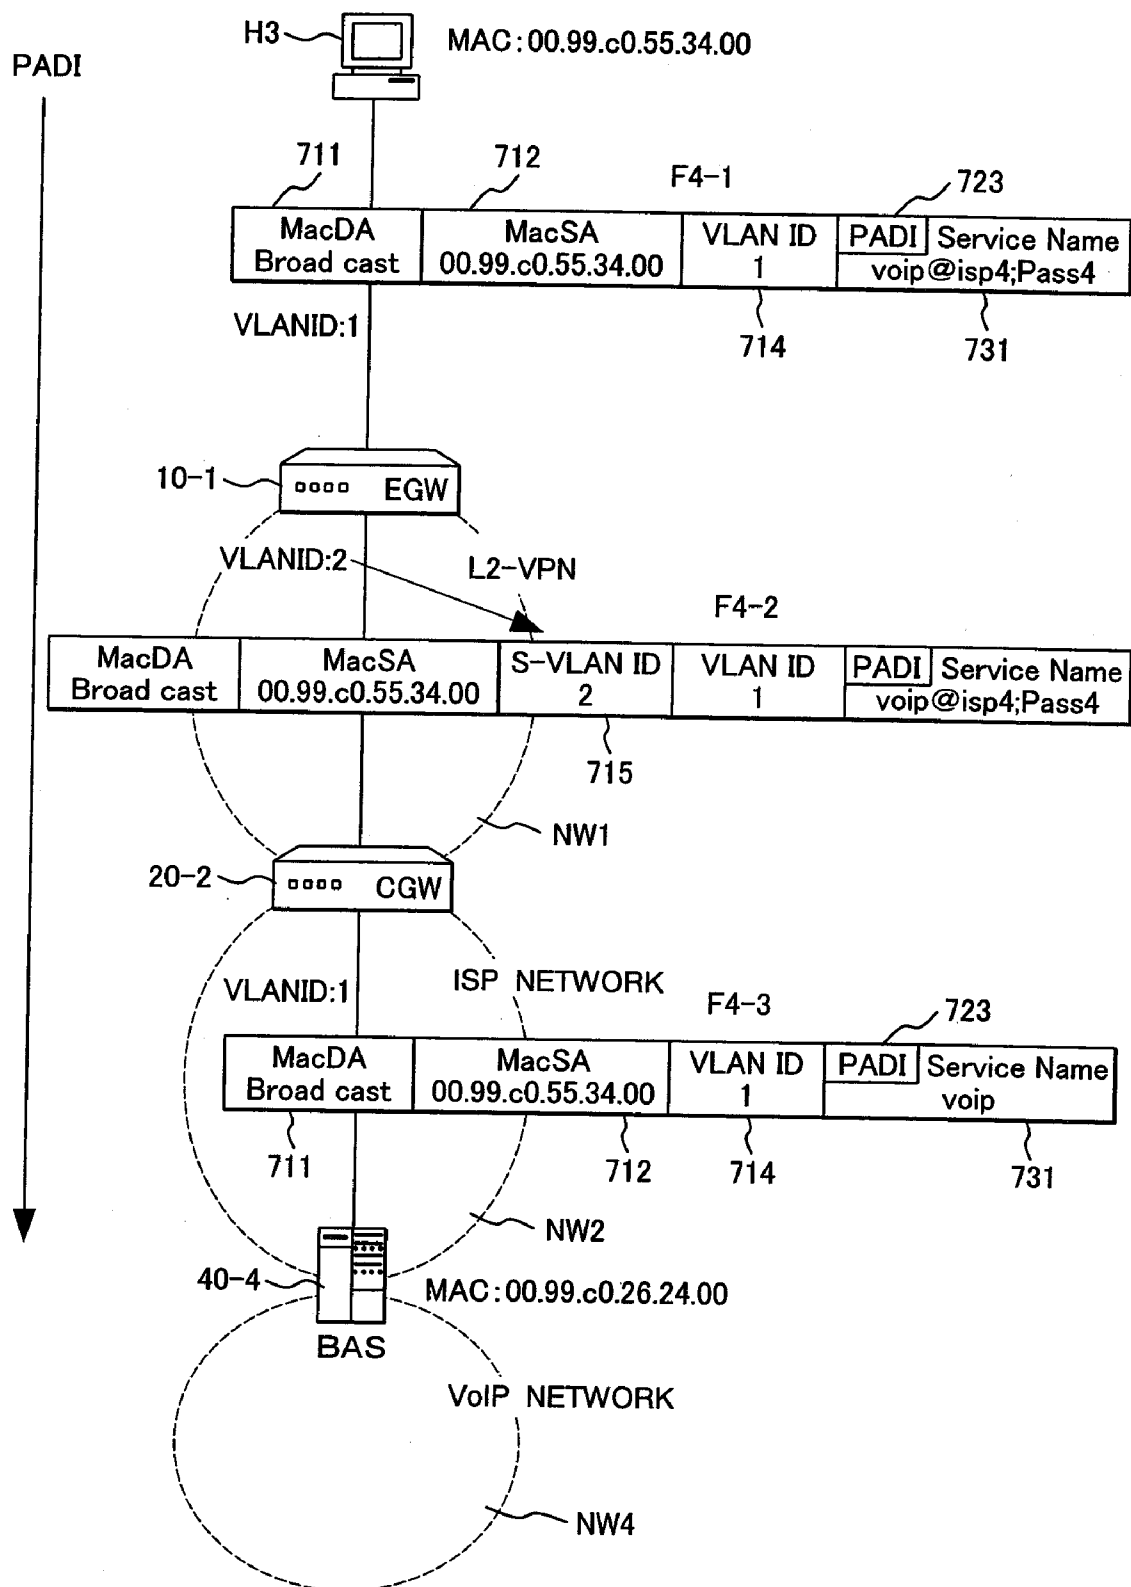 H3
MAC:00.99.c0.55.34.00
PADI
711
712
F4-1
723
MacDA
Broad cast
MacSA
00.99.c0.55.34.00
VLAN ID
1
PADI
Service Name
voip@isp4;Pass4
VLANID:1
714
731
10-1
EGW
VLANID:2
L2-VPN
F4-2
MacDA
Broad cast
MacSA
00.99.c0.55.34.00
S-VLAN ID
2
VLAN ID
1
PADI
Service Name
voip@isp4;Pass4
715
NW1
20-2
CGW
VLANID:1
ISP NETWORK
F4-3
723
MacDA
Broad cast
MacSA
00.99.c0.55.34.00
VLAN ID
1
PADI
Service Name
voip
711
712
714
731
NW2
40-4
MAC:00.99.c0.26.24.00
BAS
VoIP NETWORK
NW4